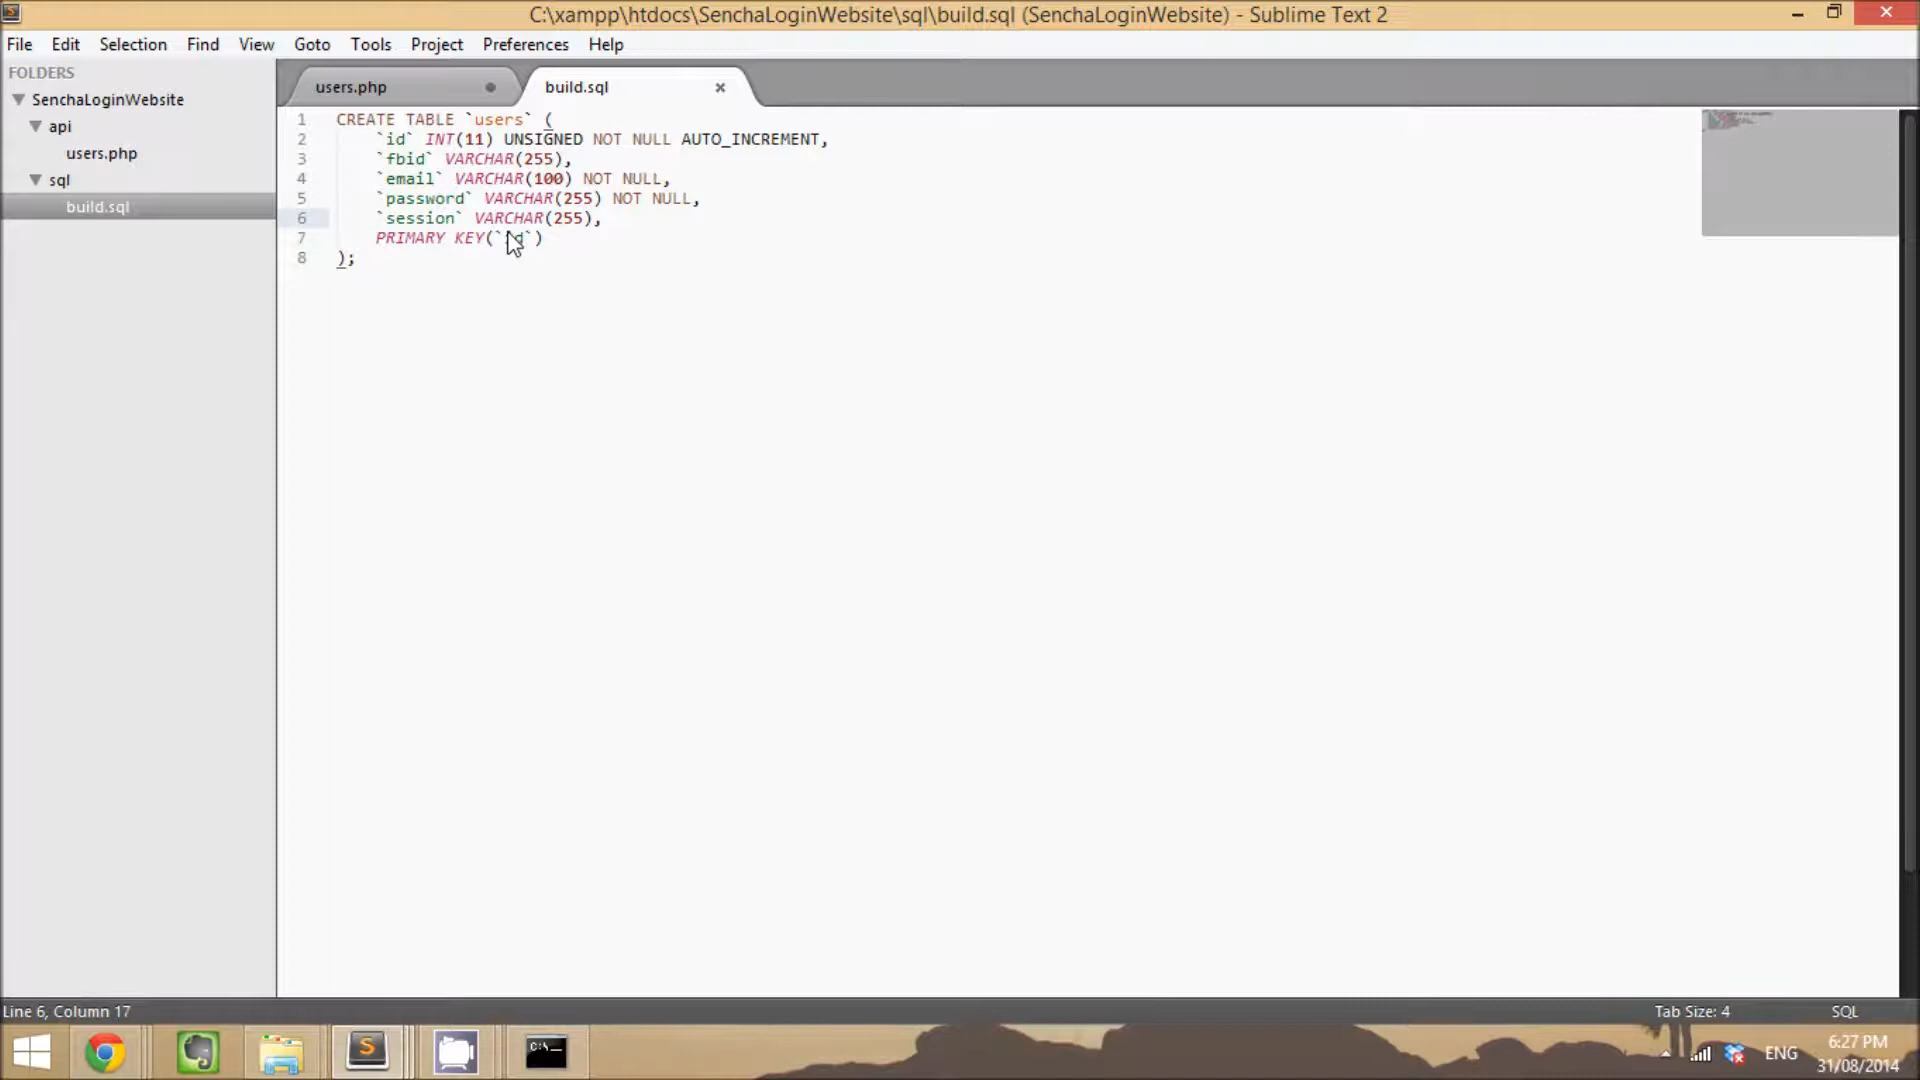 C:\xampp\htdocs\SenchaLoginWebsite\sql\build.sql (SenchaLoginWebsite) - Sublime Text 2
File Edit Selection Find View Goto Tools Project Preferences Help
FOLDERS
SenchaLoginWebsite
api
users.php
sql
build.sql
users.php build.sql
1 CREATE TABLE `users` (
2 `id` INT(11) UNSIGNED NOT NULL AUTO_INCREMENT,
3 `fbid` VARCHAR(255),
4 `email` VARCHAR(100) NOT NULL,
5 `password` VARCHAR(255) NOT NULL,
6 `session` VARCHAR(255),
7 PRIMARY KEY(`id`)
8 );
Line 6, Column 17
Tab Size: 4 SQL
C:\_
ENG
6:27 PM
31/08/2014